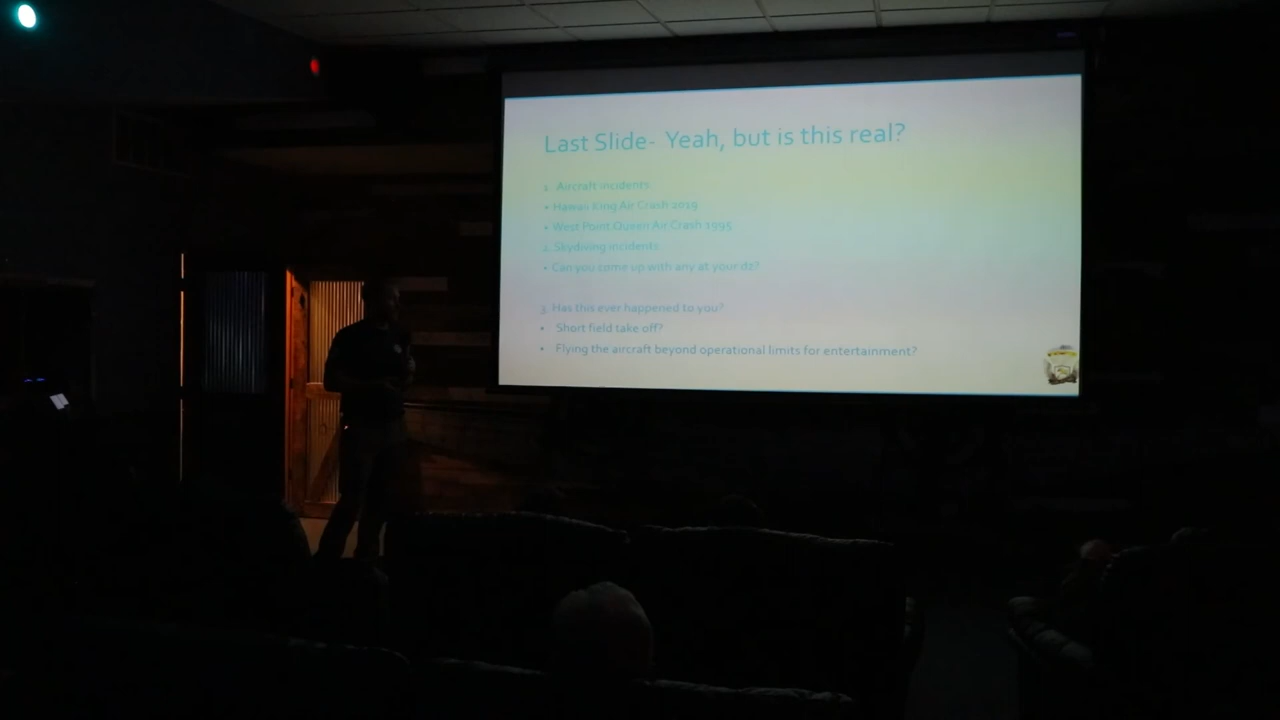 Last Slide- Yeah, but is this real?
1. Aircraft incidents.
• Hawaii King Air Crash 2019
• West Point Queen Air Crash 1995
2. Skydiving incidents
• Can you come up with any at your dz?
3. Has this ever happened to you?
• Short field take off?
• Flying the aircraft beyond operational limits for entertainment?